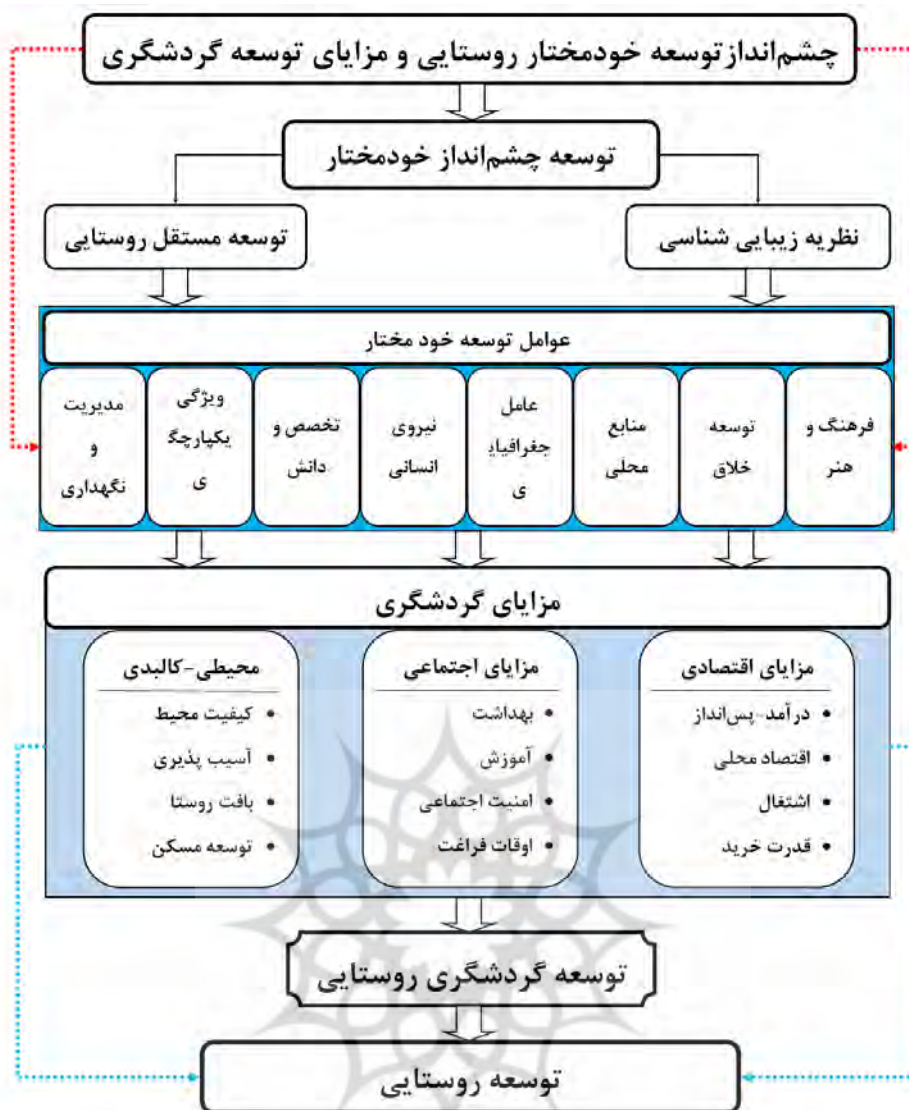 چشم‌انداز توسعه خودمختار روستایی و مزایای توسعه گردشگری
توسعه چشم‌انداز خودمختار
نظریه زیبایی شناسی
توسعه مستقل روستایی
عوامل توسعه خود مختار
فرهنگ و
هنر
توسعه
خلاق
منابع
محلی
عامل
جغرافیای
ی
نیروی
انسانی
تخصص و
دانش
ویژگی
یکپارچگ
ی
مدیریت
و
نگهداری
مزایای گردشگری
مزایای اقتصادی
• درآمد-پس‌انداز
• اقتصاد محلی
• اشتغال
• قدرت خرید
مزایای اجتماعی
• بهداشت
• آموزش
• امنیت اجتماعی
• اوقات فراغت
محیطی-کالبدی
• کیفیت محیط
• آسیب پذیری
• بافت روستا
• توسعه مسکن
توسعه گردشگری روستایی
توسعه روستایی